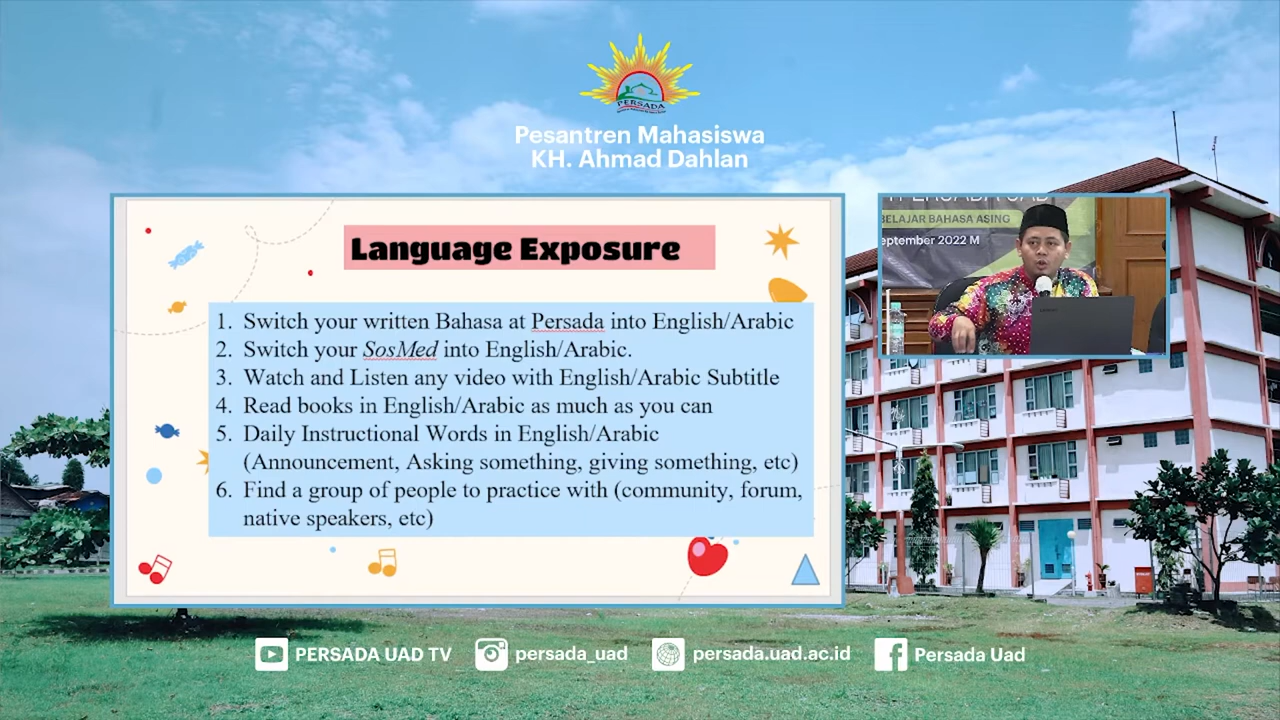 PERSADA
Pesantren Mahasiswa
KH. Ahmad Dahlan
Language Exposure
1. Switch your written Bahasa at Persada into English/Arabic
2. Switch your SosMed into English/Arabic.
3. Watch and Listen any video with English/Arabic Subtitle
4. Read books in English/Arabic as much as you can
5. Daily Instructional Words in English/Arabic
(Announcement, Asking something, giving something, etc)
6. Find a group of people to practice with (community, forum,
native speakers, etc)
PERSADA UAD
BELAJAR BAHASA ASING
eptember 2022 M
PERSADA UAD TV
persada_uad
persada.uad.ac.id
Persada Uad